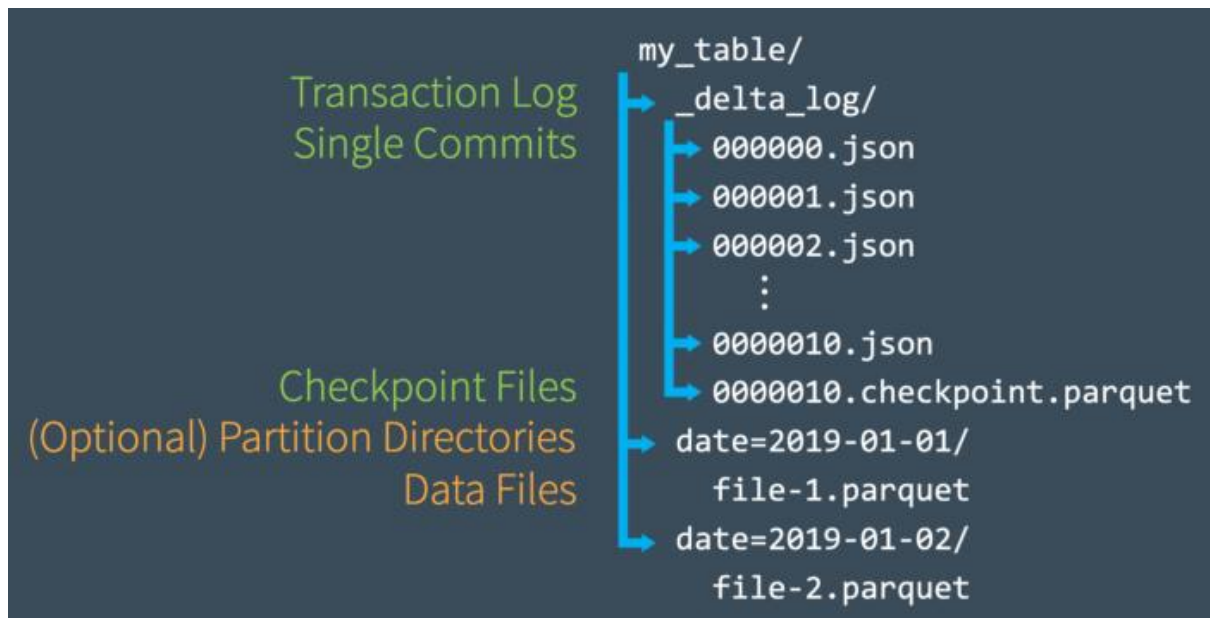 my_table/
Transaction Log
_delta_log/
Single Commits
000000.json
000001.json
000002.json
⋮
0000010.json
Checkpoint Files
0000010.checkpoint.parquet
(Optional) Partition Directories
date=2019-01-01/
Data Files
file-1.parquet
date=2019-01-02/
file-2.parquet